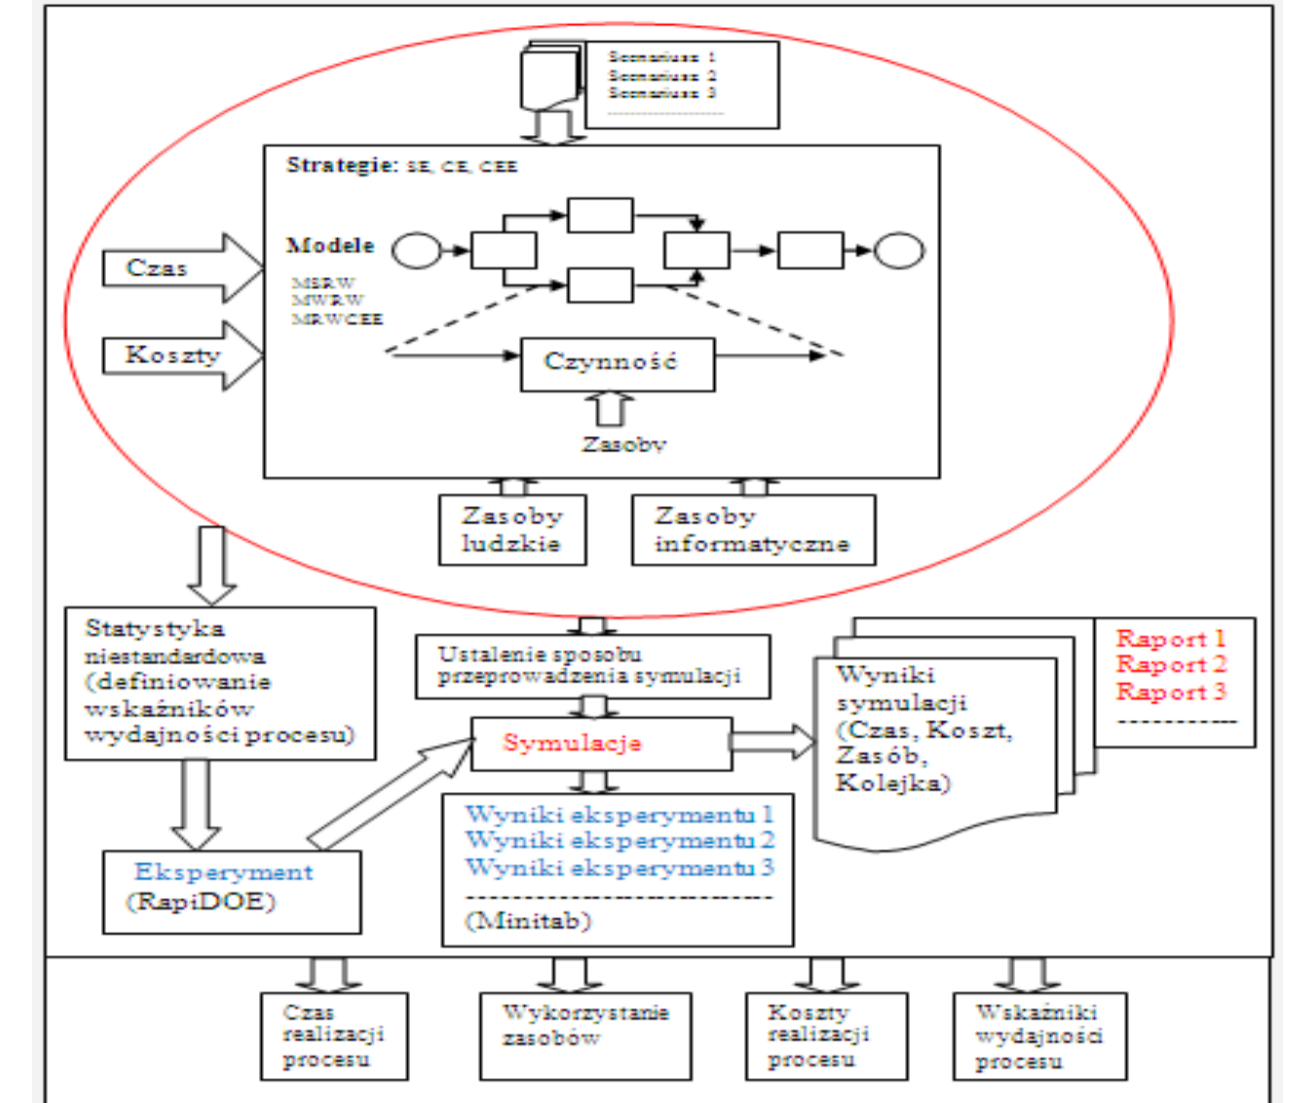 Scenariusz 1
Scenariusz 2
Scenariusz 3
Strategie: SE, CE, CEE
Modele
MSRW
MWRW
MRWCEE
Czas
Koszty
Czynność
Zasoby
Zasoby
ludzkie
Zasoby
informatyczne
Statystyka
niestandardowa
(definiowanie
wskaźników
wydajności procesu)
Ustalenie sposobu
przeprowadzenia symulacji
Symulacje
Wyniki
symulacji
(Czas, Koszt,
Zasób,
Kolejka)
Raport 1
Raport 2
Raport 3
-----------
Eksperyment
(RapiDOE)
Wyniki eksperymentu 1
Wyniki eksperymentu 2
Wyniki eksperymentu 3
----------------------------
(Minitab)
Czas
realizacji
procesu
Wykorzystanie
zasobów
Koszty
realizacji
procesu
Wskaźniki
wydajności
procesu